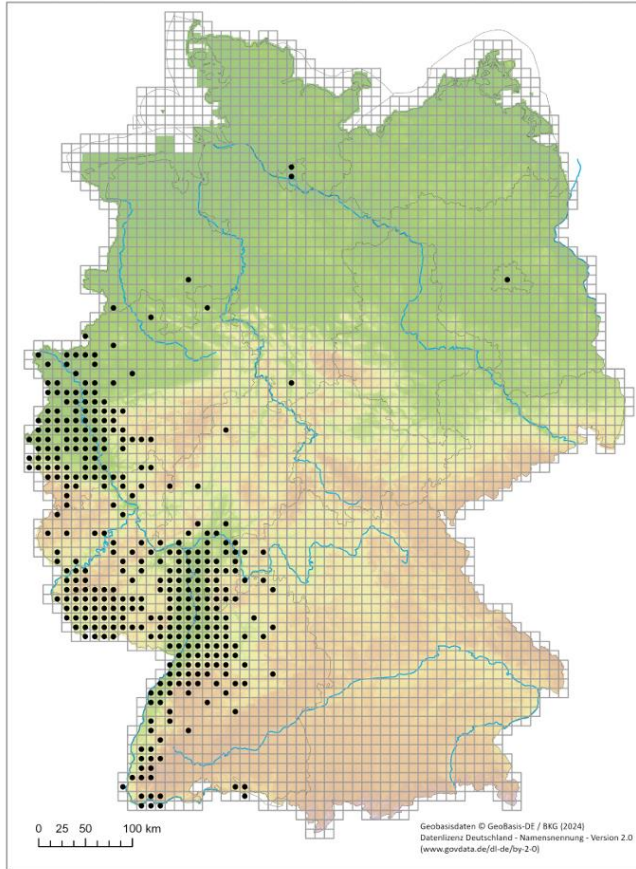 0 25 50 100 km
Geobasisdaten © GeoBasis-DE / BKG (2024)
Datenlizenz Deutschland - Namensnennung - Version 2.0
(www.govdata.de/dl-de/by-2-0)